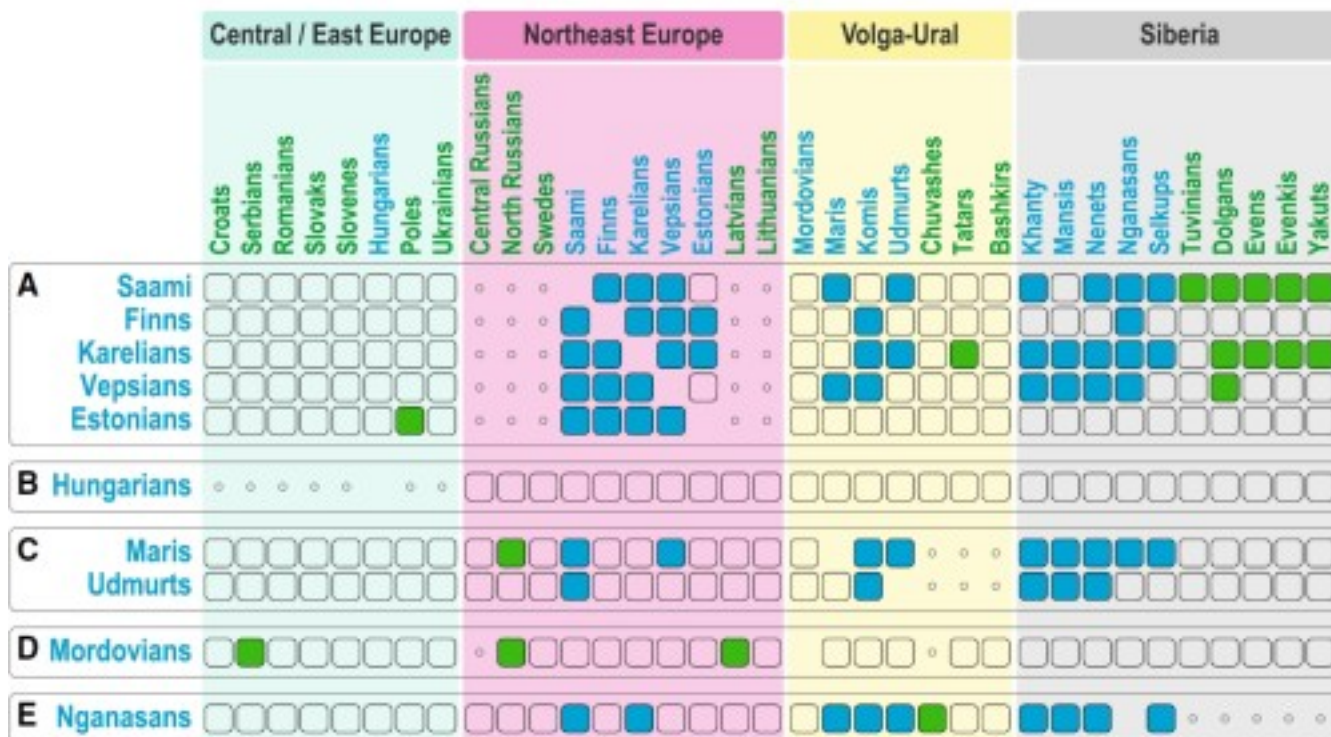 Central / East Europe
Northeast Europe
Volga-Ural
Siberia
Croats
Serbians
Romanians
Slovaks
Slovenes
Hungarians
Poles
Ukrainians
Central Russians
North Russians
Swedes
Saami
Finns
Karelians
Vepsians
Estonians
Latvians
Lithuanians
Mordovians
Maris
Komis
Udmurts
Chuvashes
Tatars
Bashkirs
Khanty
Mansis
Nenets
Nganasans
Selkups
Tuvinians
Dolgans
Evens
Evenkis
Yakuts
A Saami
Finns
Karelians
Vepsians
Estonians
B Hungarians
C Maris
Udmurts
D Mordovians
E Nganasans